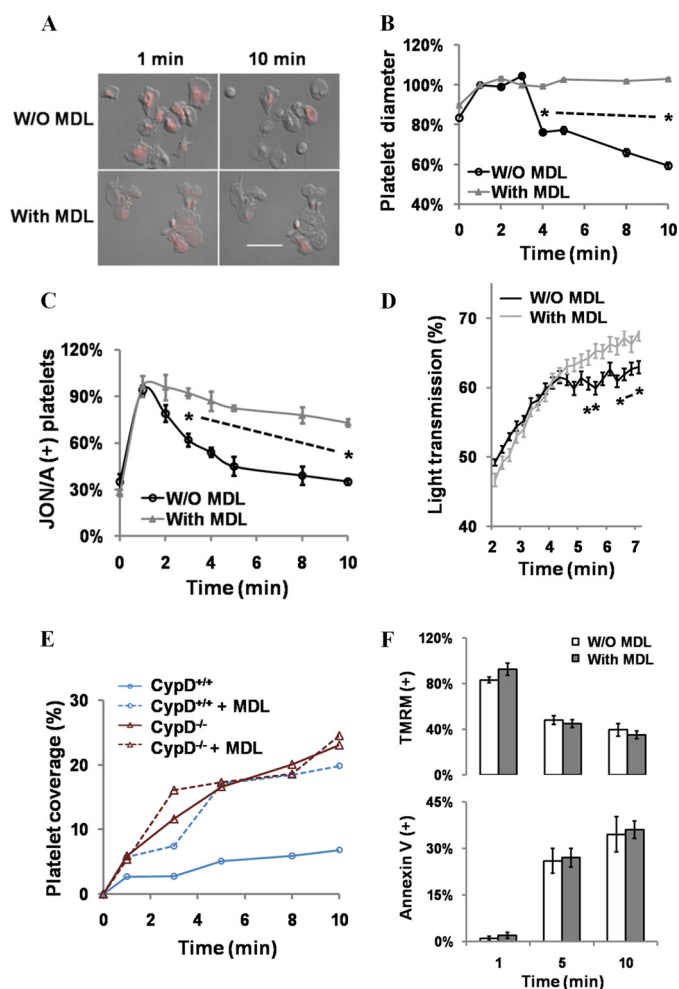 A
1 min 10 min
W/O MDL
With MDL
B
Platelet diameter
120%
100%
80%
60%
40%
* *
W/O MDL
With MDL
0 2 4 6 8 10
Time (min)
C
JON/A (+) platelets
120%
90%
60%
30%
0%
* *
W/O MDL
With MDL
0 2 4 6 8 10
Time (min)
D
Light transmission (%)
W/O MDL
With MDL
70
60
50
40
** * *
2 3 4 5 6 7
Time (min)
E
CypD+/+
CypD+/+ + MDL
CypD-/-
CypD-/- + MDL
Platelet coverage (%)
30
20
10
0
0 2 4 6 8 10
Time (min)
F
TMRM (+)
120%
80%
40%
0%
W/O MDL
With MDL
Annexin V (+)
45%
30%
15%
0%
1 5 10
Time (min)